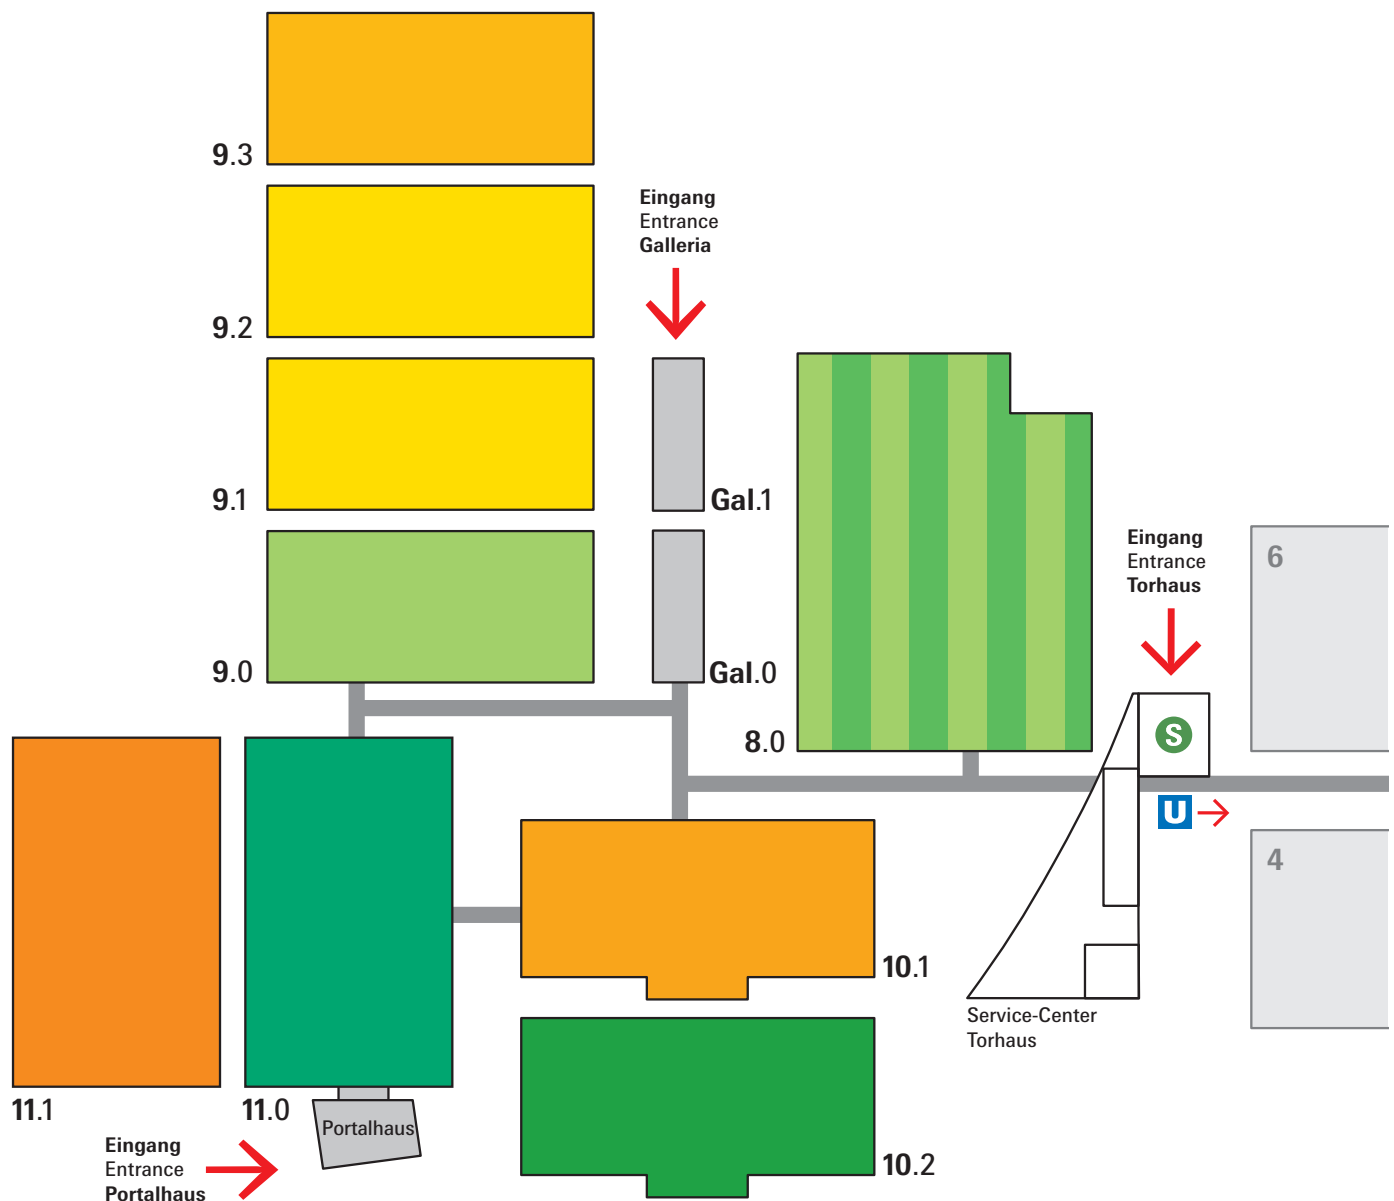 9.3
Eingang
Entrance
Galleria
9.2
9.1
Gal.1
Eingang
Entrance
Torhaus
6
9.0
Gal.0
8.0
S
U
4
10.1
Service-Center
Torhaus
11.1
11.0
Portalhaus
Eingang
Entrance
Portalhaus
10.2